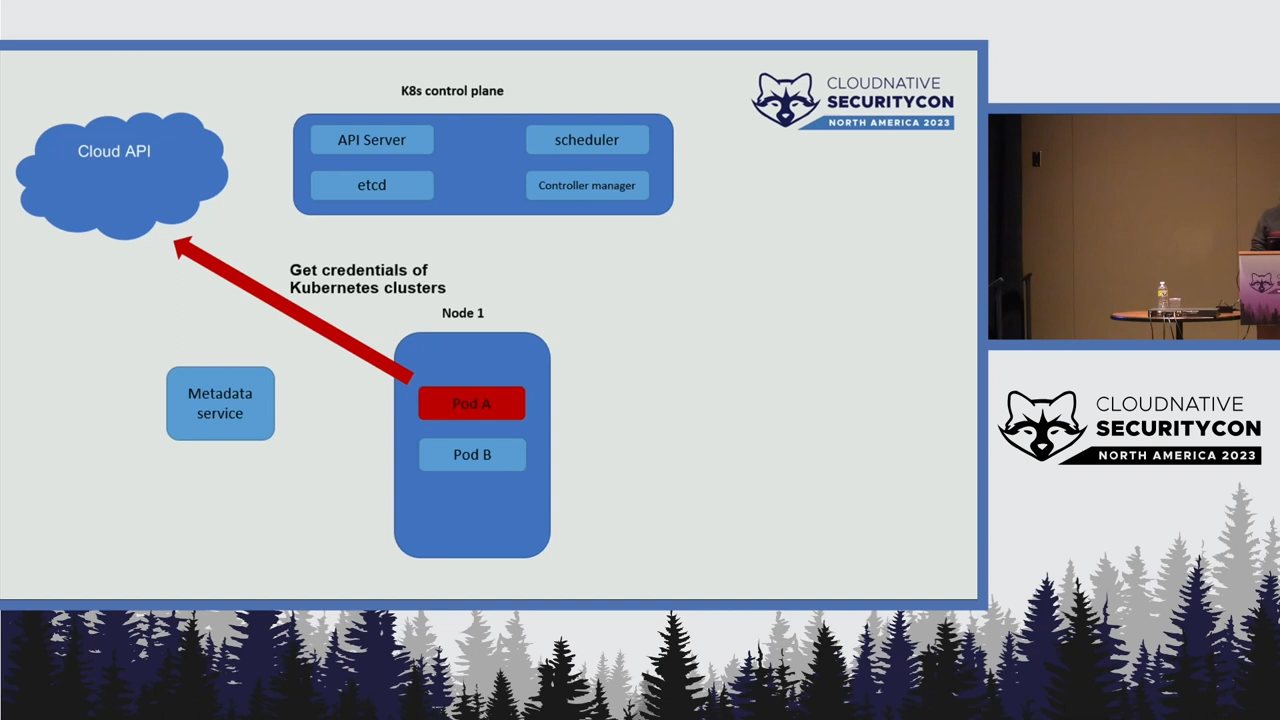 K8s control plane
CLOUDNATIVE
SECURITYCON
NORTH AMERICA 2023
Cloud API
API Server
scheduler
etcd
Controller manager
Get credentials of
Kubernetes clusters
Node 1
Metadata
service
Pod A
Pod B
CLOUDNATIVE
SECURITYCON
NORTH AMERICA 2023